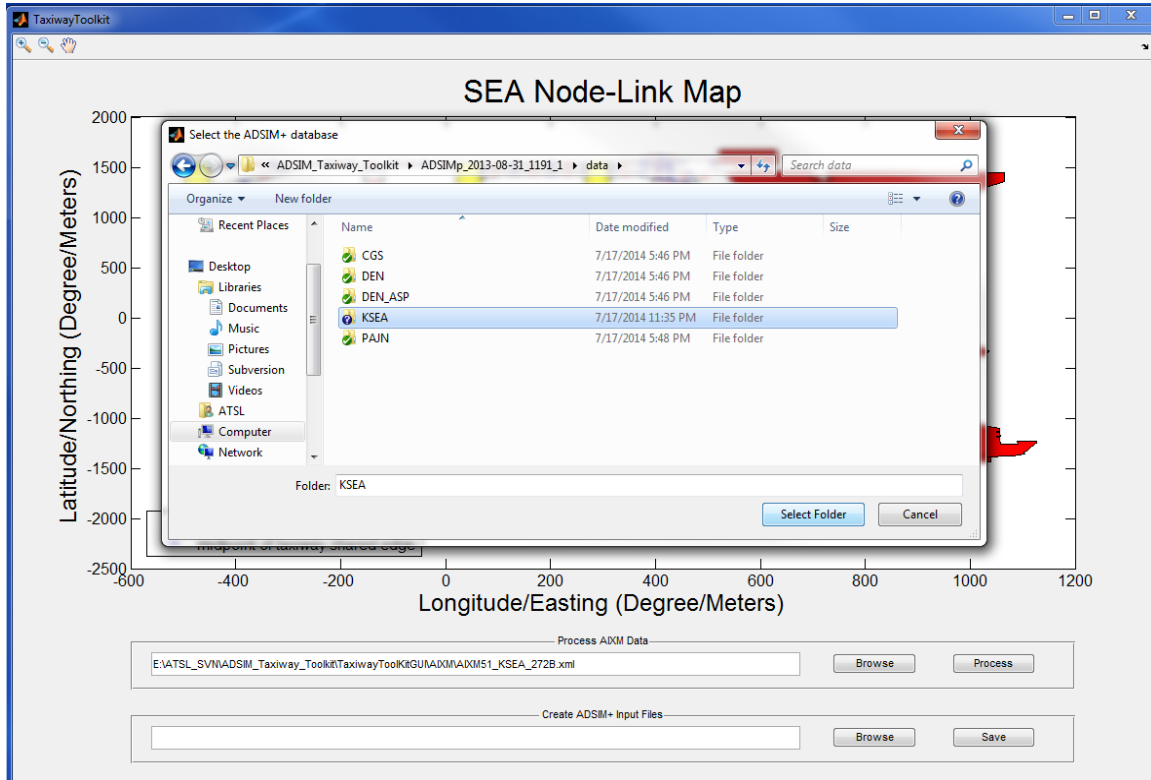 TaxiwayToolkit
SEA Node-Link Map
Select the ADSIM+ database
« ADSIM_Taxiway_Toolkit ▸ ADSIMp_2013-08-31_1191_1 ▸ data ▸
Search data
Organize ▾ New folder
Recent Places
Desktop
Libraries
Documents
Music
Pictures
Subversion
Videos
ATSL
Computer
Network
Name Date modified Type Size
CGS 7/17/2014 5:46 PM File folder
DEN 7/17/2014 5:46 PM File folder
DEN_ASP 7/17/2014 5:46 PM File folder
KSEA 7/17/2014 11:35 PM File folder
PAJN 7/17/2014 5:48 PM File folder
Folder: KSEA
Select Folder Cancel
Latitude/Northing (Degree/Meters)
2000
1500
1000
500
0
-500
-1000
-1500
-2000
-2500
midpoint of taxiway shared edge
-600 -400 -200 0 200 400 600 800 1000 1200
Longitude/Easting (Degree/Meters)
Process AIXM Data
E:\ATSL_SVN\ADSIM_Taxiway_Toolkit\TaxiwayToolKitGUI\AIXM\AIXM51_KSEA_272B.xml
Browse Process
Create ADSIM+ Input Files
Browse Save